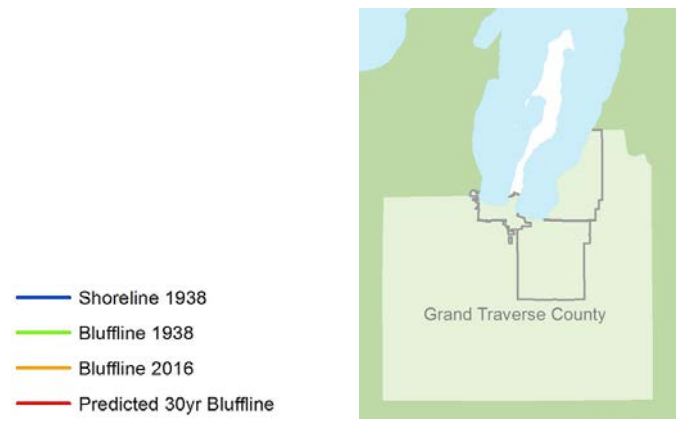 Shoreline 1938
Bluffline 1938
Bluffline 2016
Predicted 30yr Bluffline
Grand Traverse County